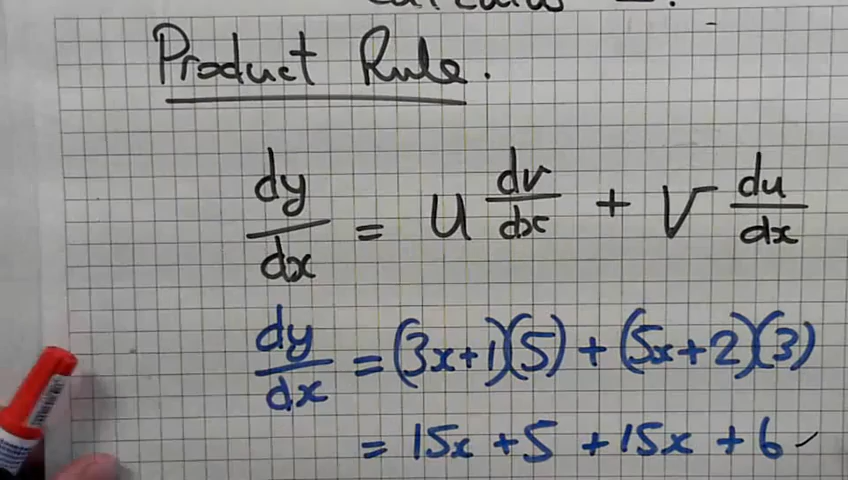 Product Rule.
dy/dx = u dv/dx + v du/dx
dy/dx = (3x+1)(5) + (5x+2)(3)
= 15x + 5 + 15x + 6